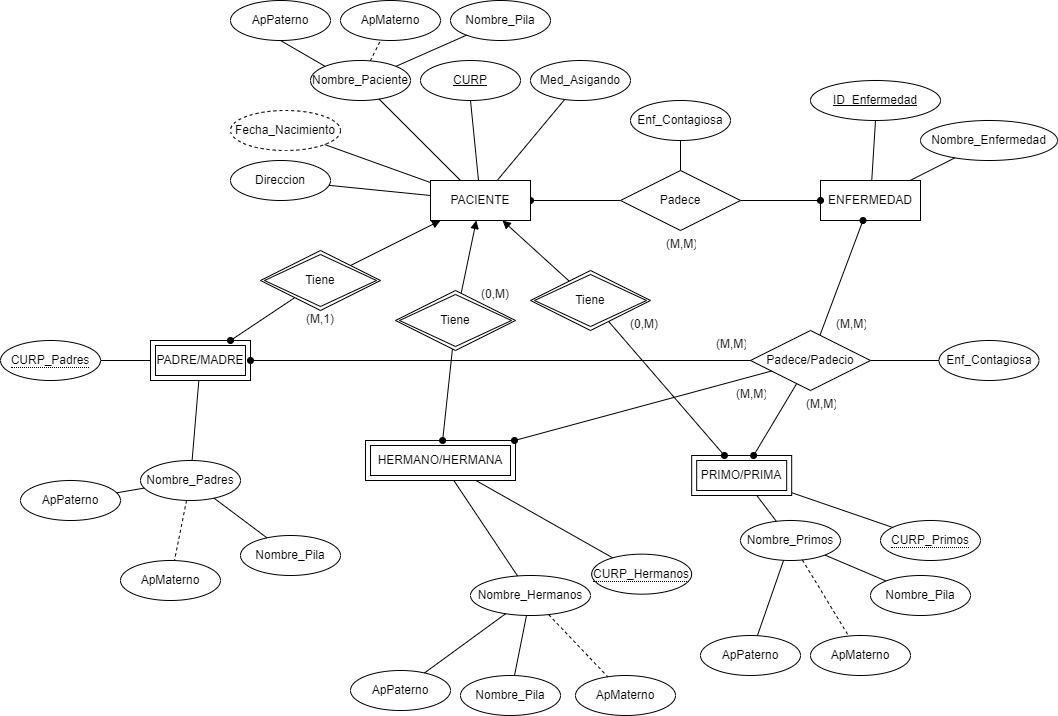 ApPaterno
ApMaterno
Nombre_Pila
Nombre_Paciente
CURP
Med_Asigando
Fecha_Nacimiento
Enf_Contagiosa
ID_Enfermedad
Nombre_Enfermedad
Direccion
PACIENTE
Padece
ENFERMEDAD
(M,M)
Tiene
(M,1)
Tiene
(0,M)
Tiene
(0,M)
(M,M)
(M,M)
CURP_Padres
PADRE/MADRE
Padece/Padecio
Enf_Contagiosa
(M,M)
(M,M)
HERMANO/HERMANA
PRIMO/PRIMA
Nombre_Padres
ApPaterno
Nombre_Pila
ApMaterno
CURP_Hermanos
Nombre_Hermanos
ApPaterno
Nombre_Pila
ApMaterno
Nombre_Primos
CURP_Primos
Nombre_Pila
ApPaterno
ApMaterno